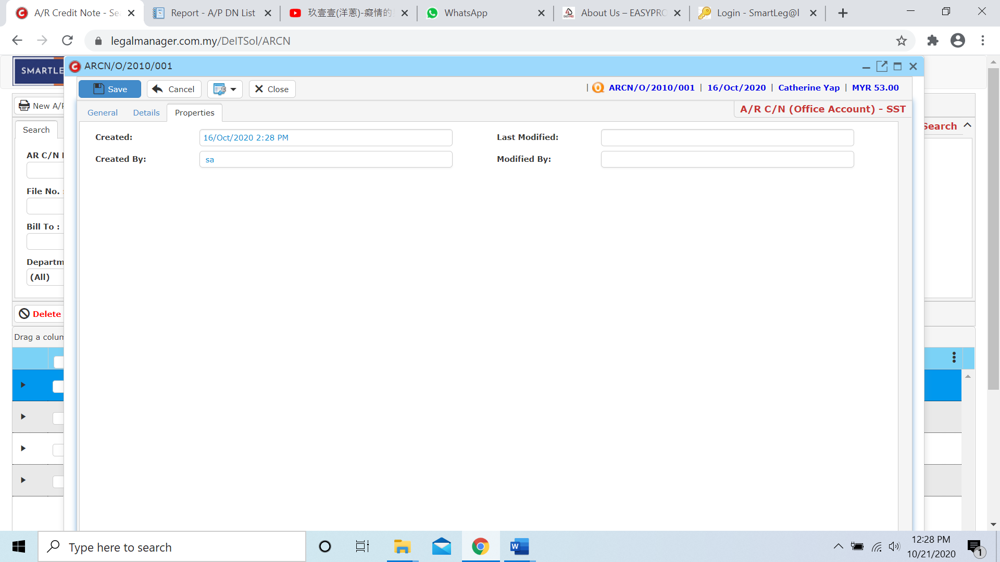 A/R Credit Note - Se
Report - A/P DN List
玖壹壹(洋蔥)-癡情的
WhatsApp
About Us – EASYPRO
Login - SmartLeg@l
legalmanager.com.my/DeITSol/ARCN
SMARTLE
ARCN/O/2010/001
Save
Cancel
Close
| ARCN/O/2010/001 | 16/Oct/2020 | Catherine Yap | MYR 53.00
New A/
General
Details
Properties
A/R C/N (Office Account) - SST
Search
Search
Created:
16/Oct/2020 2:28 PM
Last Modified:
Created By:
sa
Modified By:
AR C/N
File No. :
Bill To :
Departm
(All)
Delete
Drag a colum
Type here to search
12:28 PM
10/21/2020
1